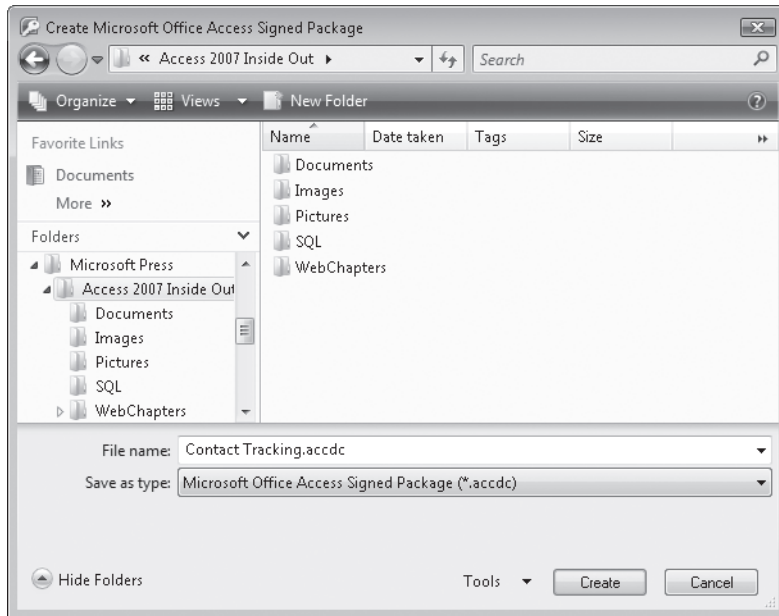 Create Microsoft Office Access Signed Package
« Access 2007 Inside Out
Search
Organize Views New Folder
Favorite Links
Documents
More »
Folders
Microsoft Press
Access 2007 Inside Out
Documents
Images
Pictures
SQL
WebChapters
Name Date taken Tags Size »
Documents
Images
Pictures
SQL
WebChapters
File name: Contact Tracking.accdc
Save as type: Microsoft Office Access Signed Package (*.accdc)
Hide Folders Tools Create Cancel